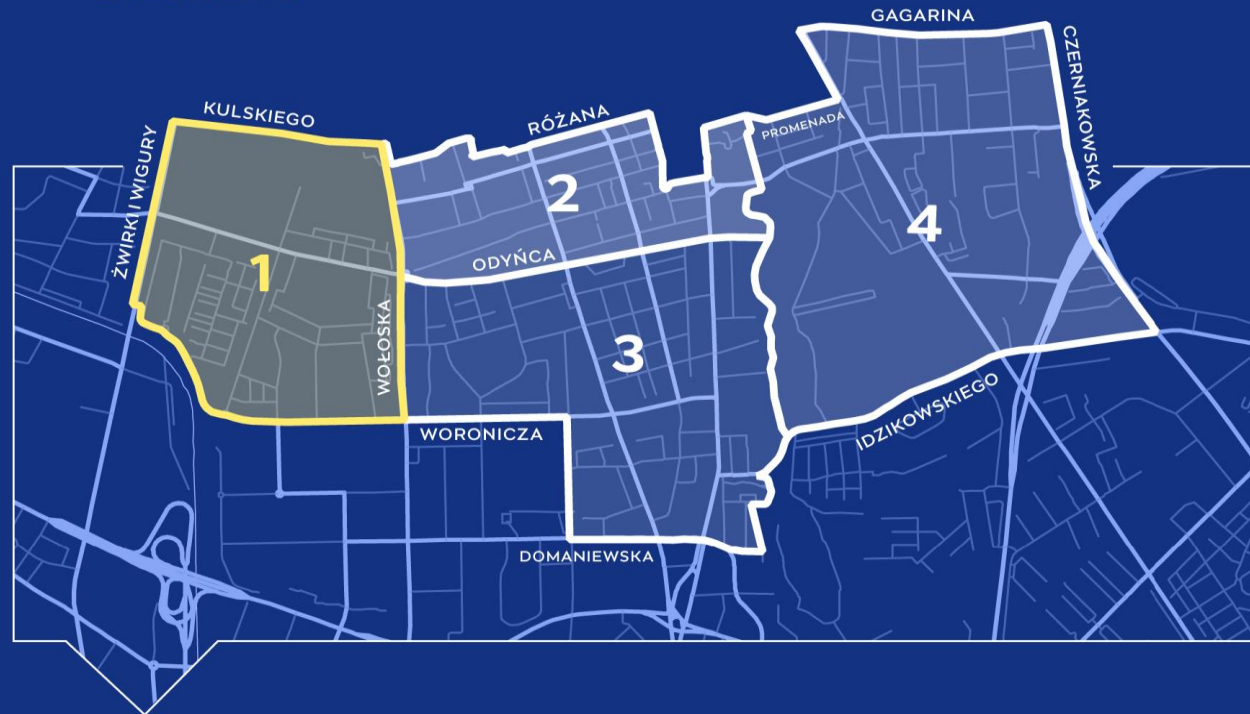 GAGARINA
CZERNIAKOWSKA
KULSKIEGO
RÓŻANA
PROMENADA
ŻWIRKI I WIGURY
2
4
ODYŃCA
1
WOŁOSKA
3
IDZIKOWSKIEGO
WORONICZA
DOMANIEWSKA